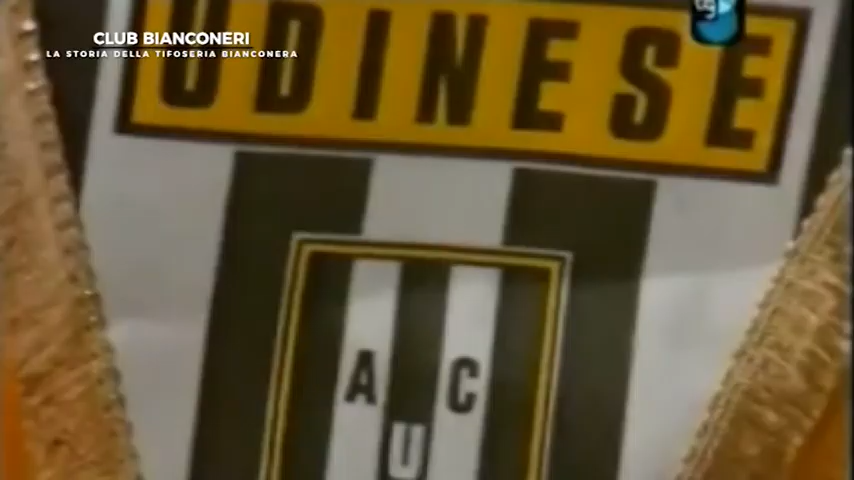 CLUB BIANCONERI
LA STORIA DELLA TIFOSERIA BIANCONERA
UDINESE
A C
U